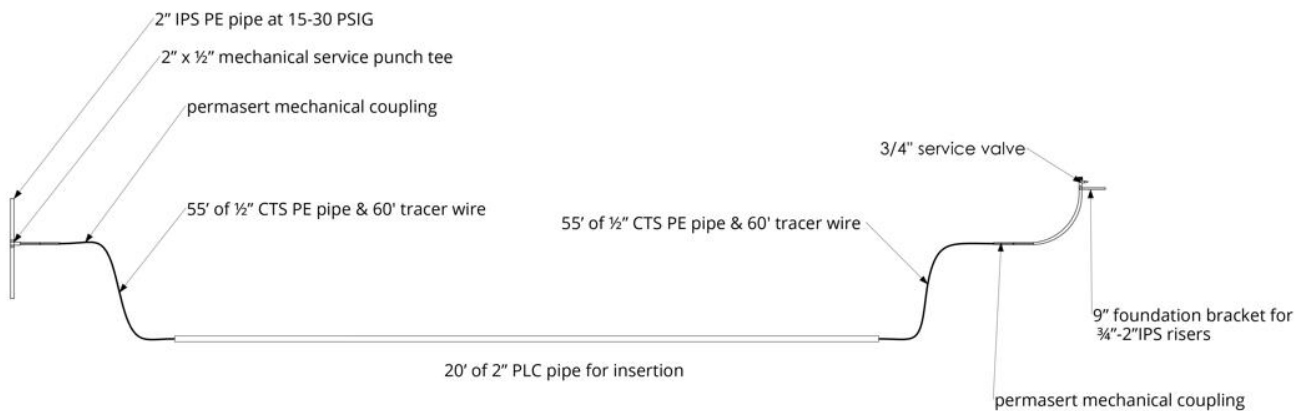 2” IPS PE pipe at 15-30 PSIG
2” x ½” mechanical service punch tee
permasert mechanical coupling
3/4" service valve
55’ of ½” CTS PE pipe & 60' tracer wire
55’ of ½” CTS PE pipe & 60' tracer wire
9” foundation bracket for
¾”-2”IPS risers
20’ of 2” PLC pipe for insertion
permasert mechanical coupling